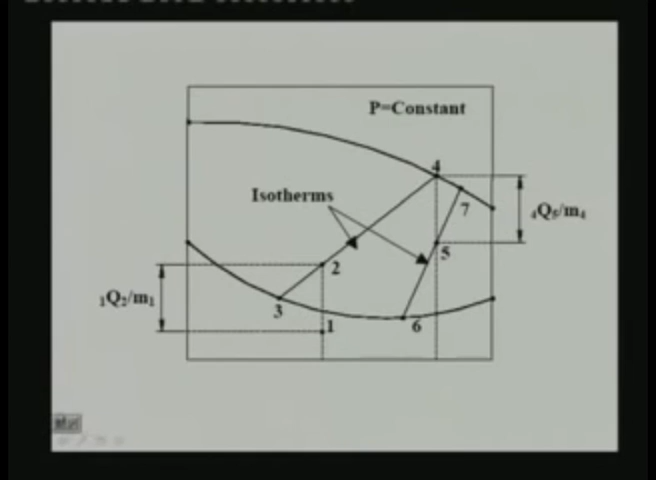 P=Constant
4
Isotherms
7
₄Q₅/m₄
5
2
₁Q₂/m₁
3
1
6